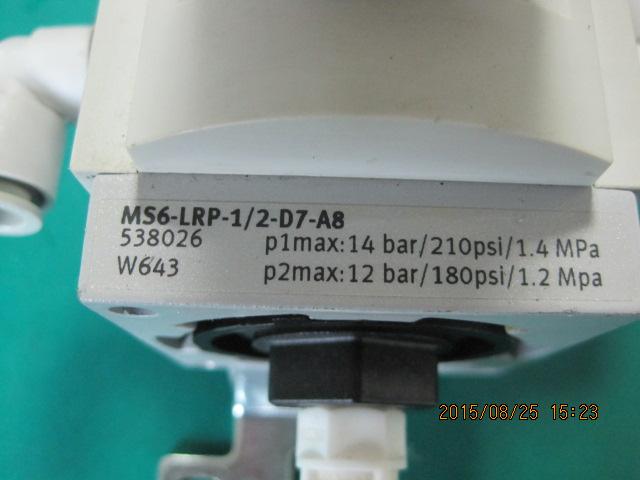 MS6-LRP-1/2-D7-A8
538026 p1max:14 bar/210psi/1.4 MPa
W643 p2max:12 bar/180psi/1.2 Mpa
2015/08/25 15:23